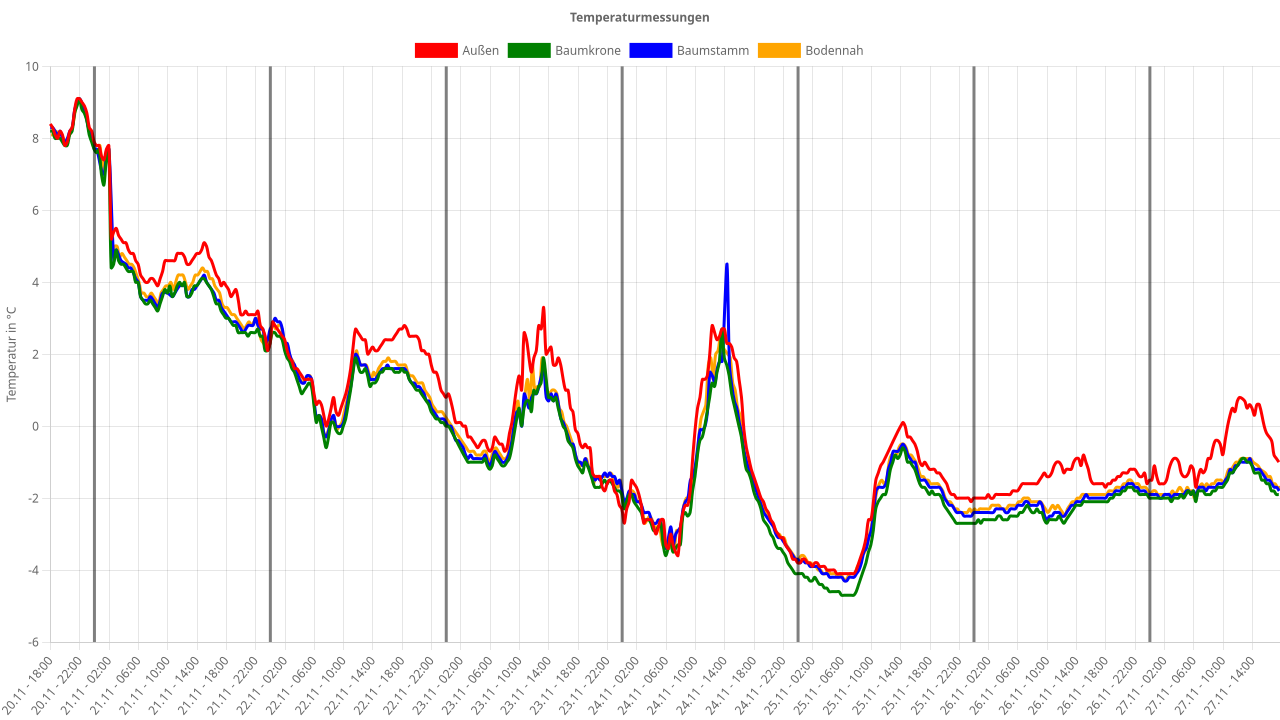 Temperaturmessungen
Außen Baumkrone Baumstamm Bodennah
Temperatur in °C
10
8
6
4
2
0
-2
-4
-6
20.11 - 18:00
20.11 - 22:00
21.11 - 02:00
21.11 - 06:00
21.11 - 10:00
21.11 - 14:00
21.11 - 18:00
21.11 - 22:00
22.11 - 02:00
22.11 - 06:00
22.11 - 10:00
22.11 - 14:00
22.11 - 18:00
22.11 - 22:00
23.11 - 02:00
23.11 - 06:00
23.11 - 10:00
23.11 - 14:00
23.11 - 18:00
23.11 - 22:00
24.11 - 02:00
24.11 - 06:00
24.11 - 10:00
24.11 - 14:00
24.11 - 18:00
24.11 - 22:00
25.11 - 02:00
25.11 - 06:00
25.11 - 10:00
25.11 - 14:00
25.11 - 18:00
25.11 - 22:00
26.11 - 02:00
26.11 - 06:00
26.11 - 10:00
26.11 - 14:00
26.11 - 18:00
26.11 - 22:00
27.11 - 02:00
27.11 - 06:00
27.11 - 10:00
27.11 - 14:00